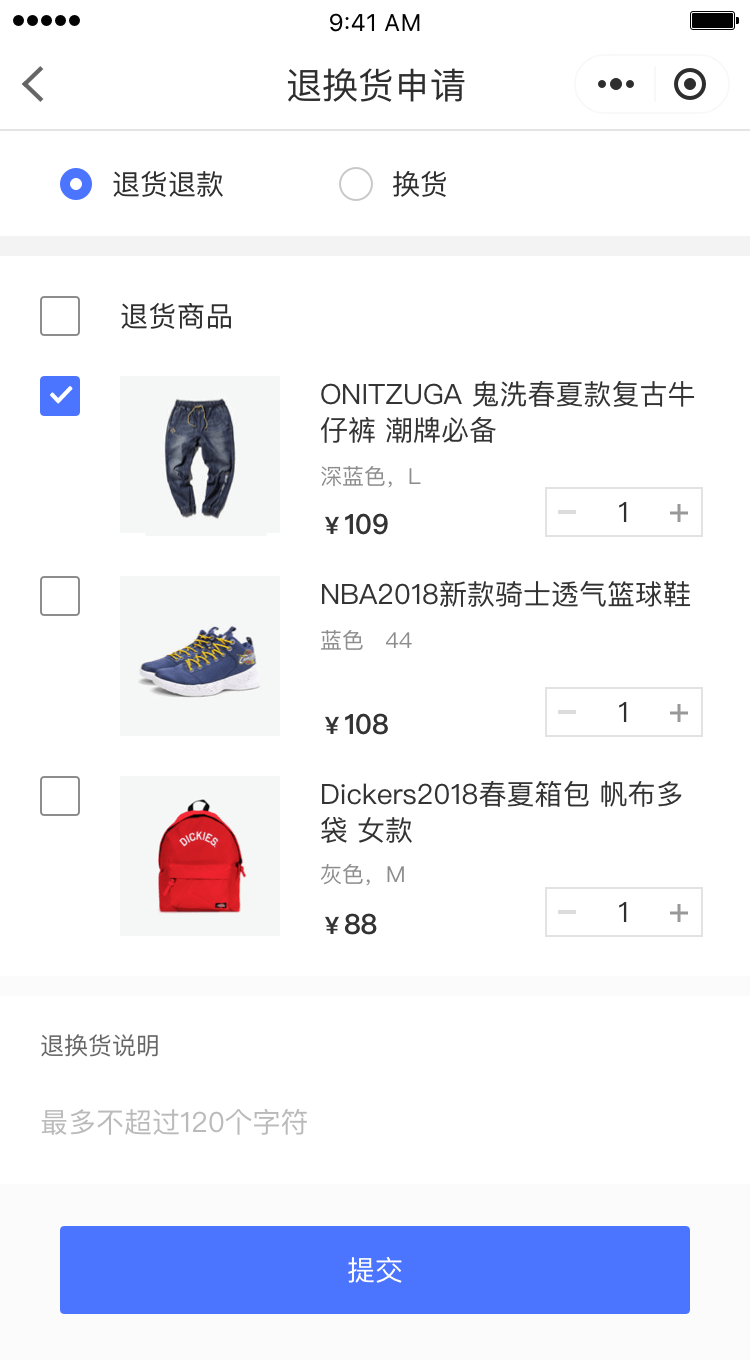 9:41 AM
退换货申请
退货退款
换货
退货商品
ONITZUGA 鬼洗春夏款复古牛
仔裤 潮牌必备
深蓝色，L
¥109
1
NBA2018新款骑士透气篮球鞋
蓝色 44
¥108
1
DICKIES
Dickers2018春夏箱包 帆布多
袋 女款
灰色，M
¥88
1
退换货说明
最多不超过120个字符
提交